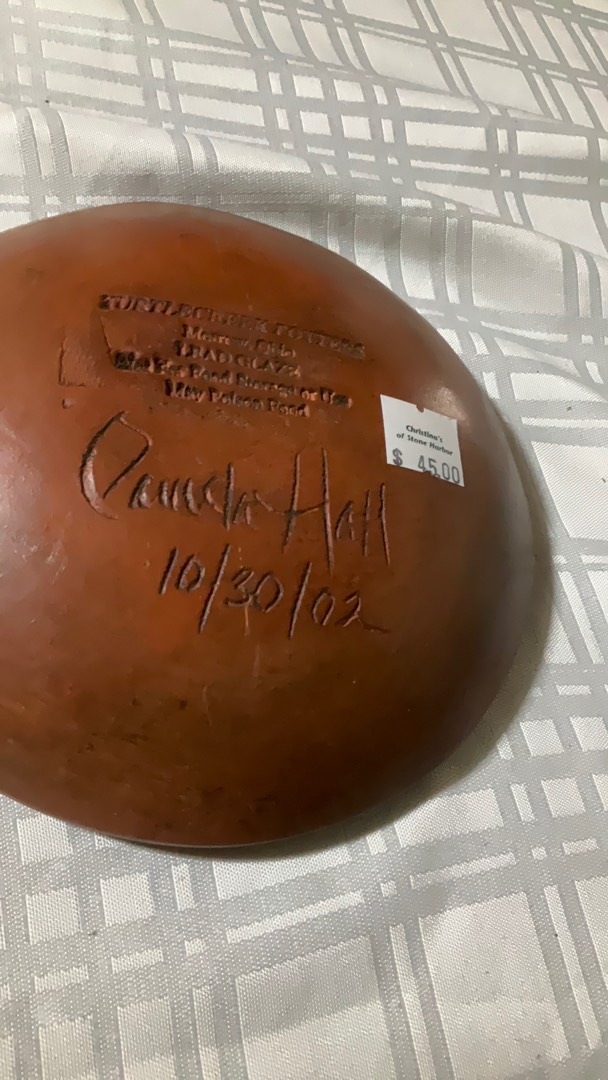 TURTLECREEK POTTERS
Morrow, Ohio
LEAD GLAZE
Not For Food Storage or Use
May Poison Food
Pamela Hall
10/30/02
Christina's
of Stone Harbor
$ 45.00